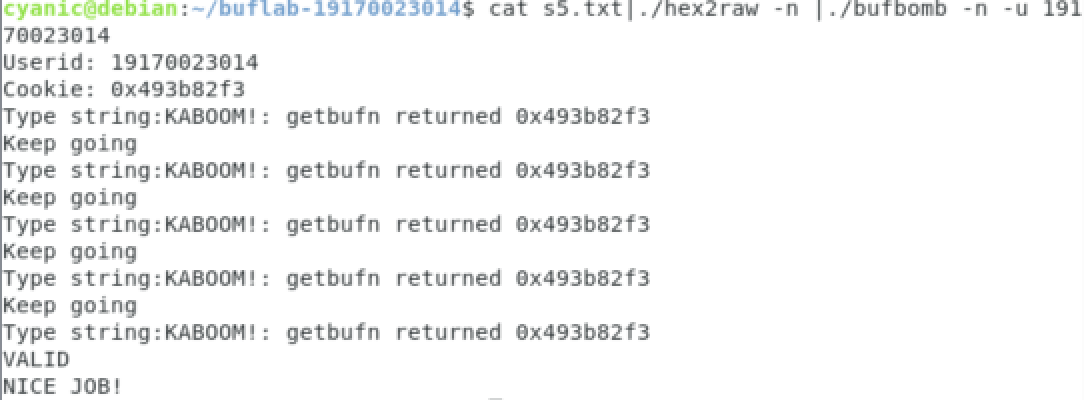 cyanic@debian:~/buflab-19170023014$ cat s5.txt|./hex2raw -n |./bufbomb -n -u 191
70023014
Userid: 19170023014
Cookie: 0x493b82f3
Type string:KABOOM!: getbufn returned 0x493b82f3
Keep going
Type string:KABOOM!: getbufn returned 0x493b82f3
Keep going
Type string:KABOOM!: getbufn returned 0x493b82f3
Keep going
Type string:KABOOM!: getbufn returned 0x493b82f3
Keep going
Type string:KABOOM!: getbufn returned 0x493b82f3
VALID
NICE JOB!